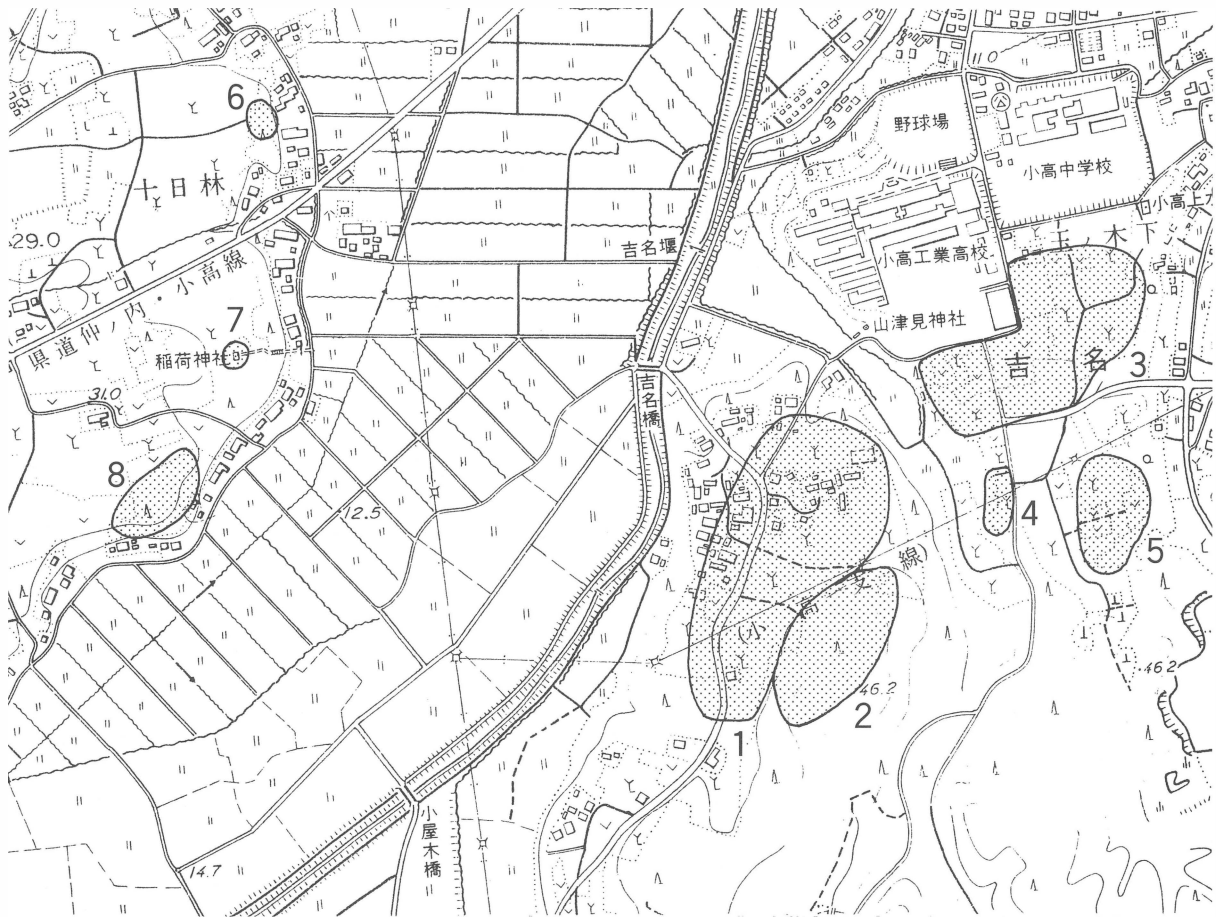 110
6
野球場
小高中学校
十日林
小高上水
29.0
吉名堰
小高工業高校
玉ノ木下
県道仲ノ内・小高線
7
山津見神社
稲荷神社
吉名
3
31.0
吉名橋
8
12.5
4
5
線)
(小
46.2
46.2
2
1
小屋木橋
14.7